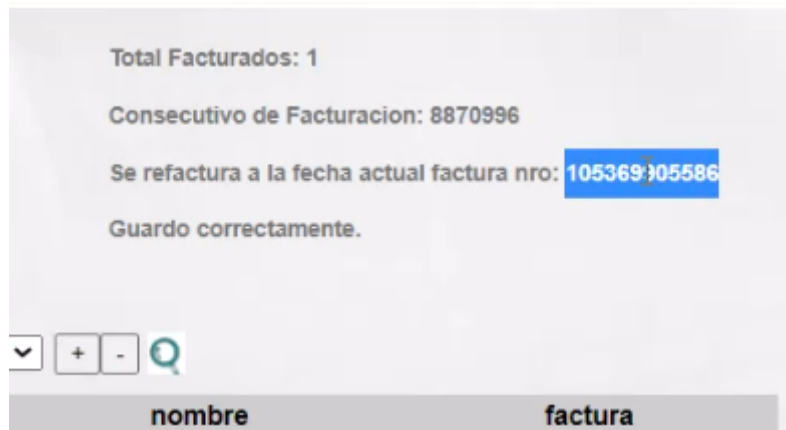 Total Facturados: 1
Consecutivo de Facturacion: 8870996
Se refactura a la fecha actual factura nro:
Guardo correctamente.
+ -
nombre factura